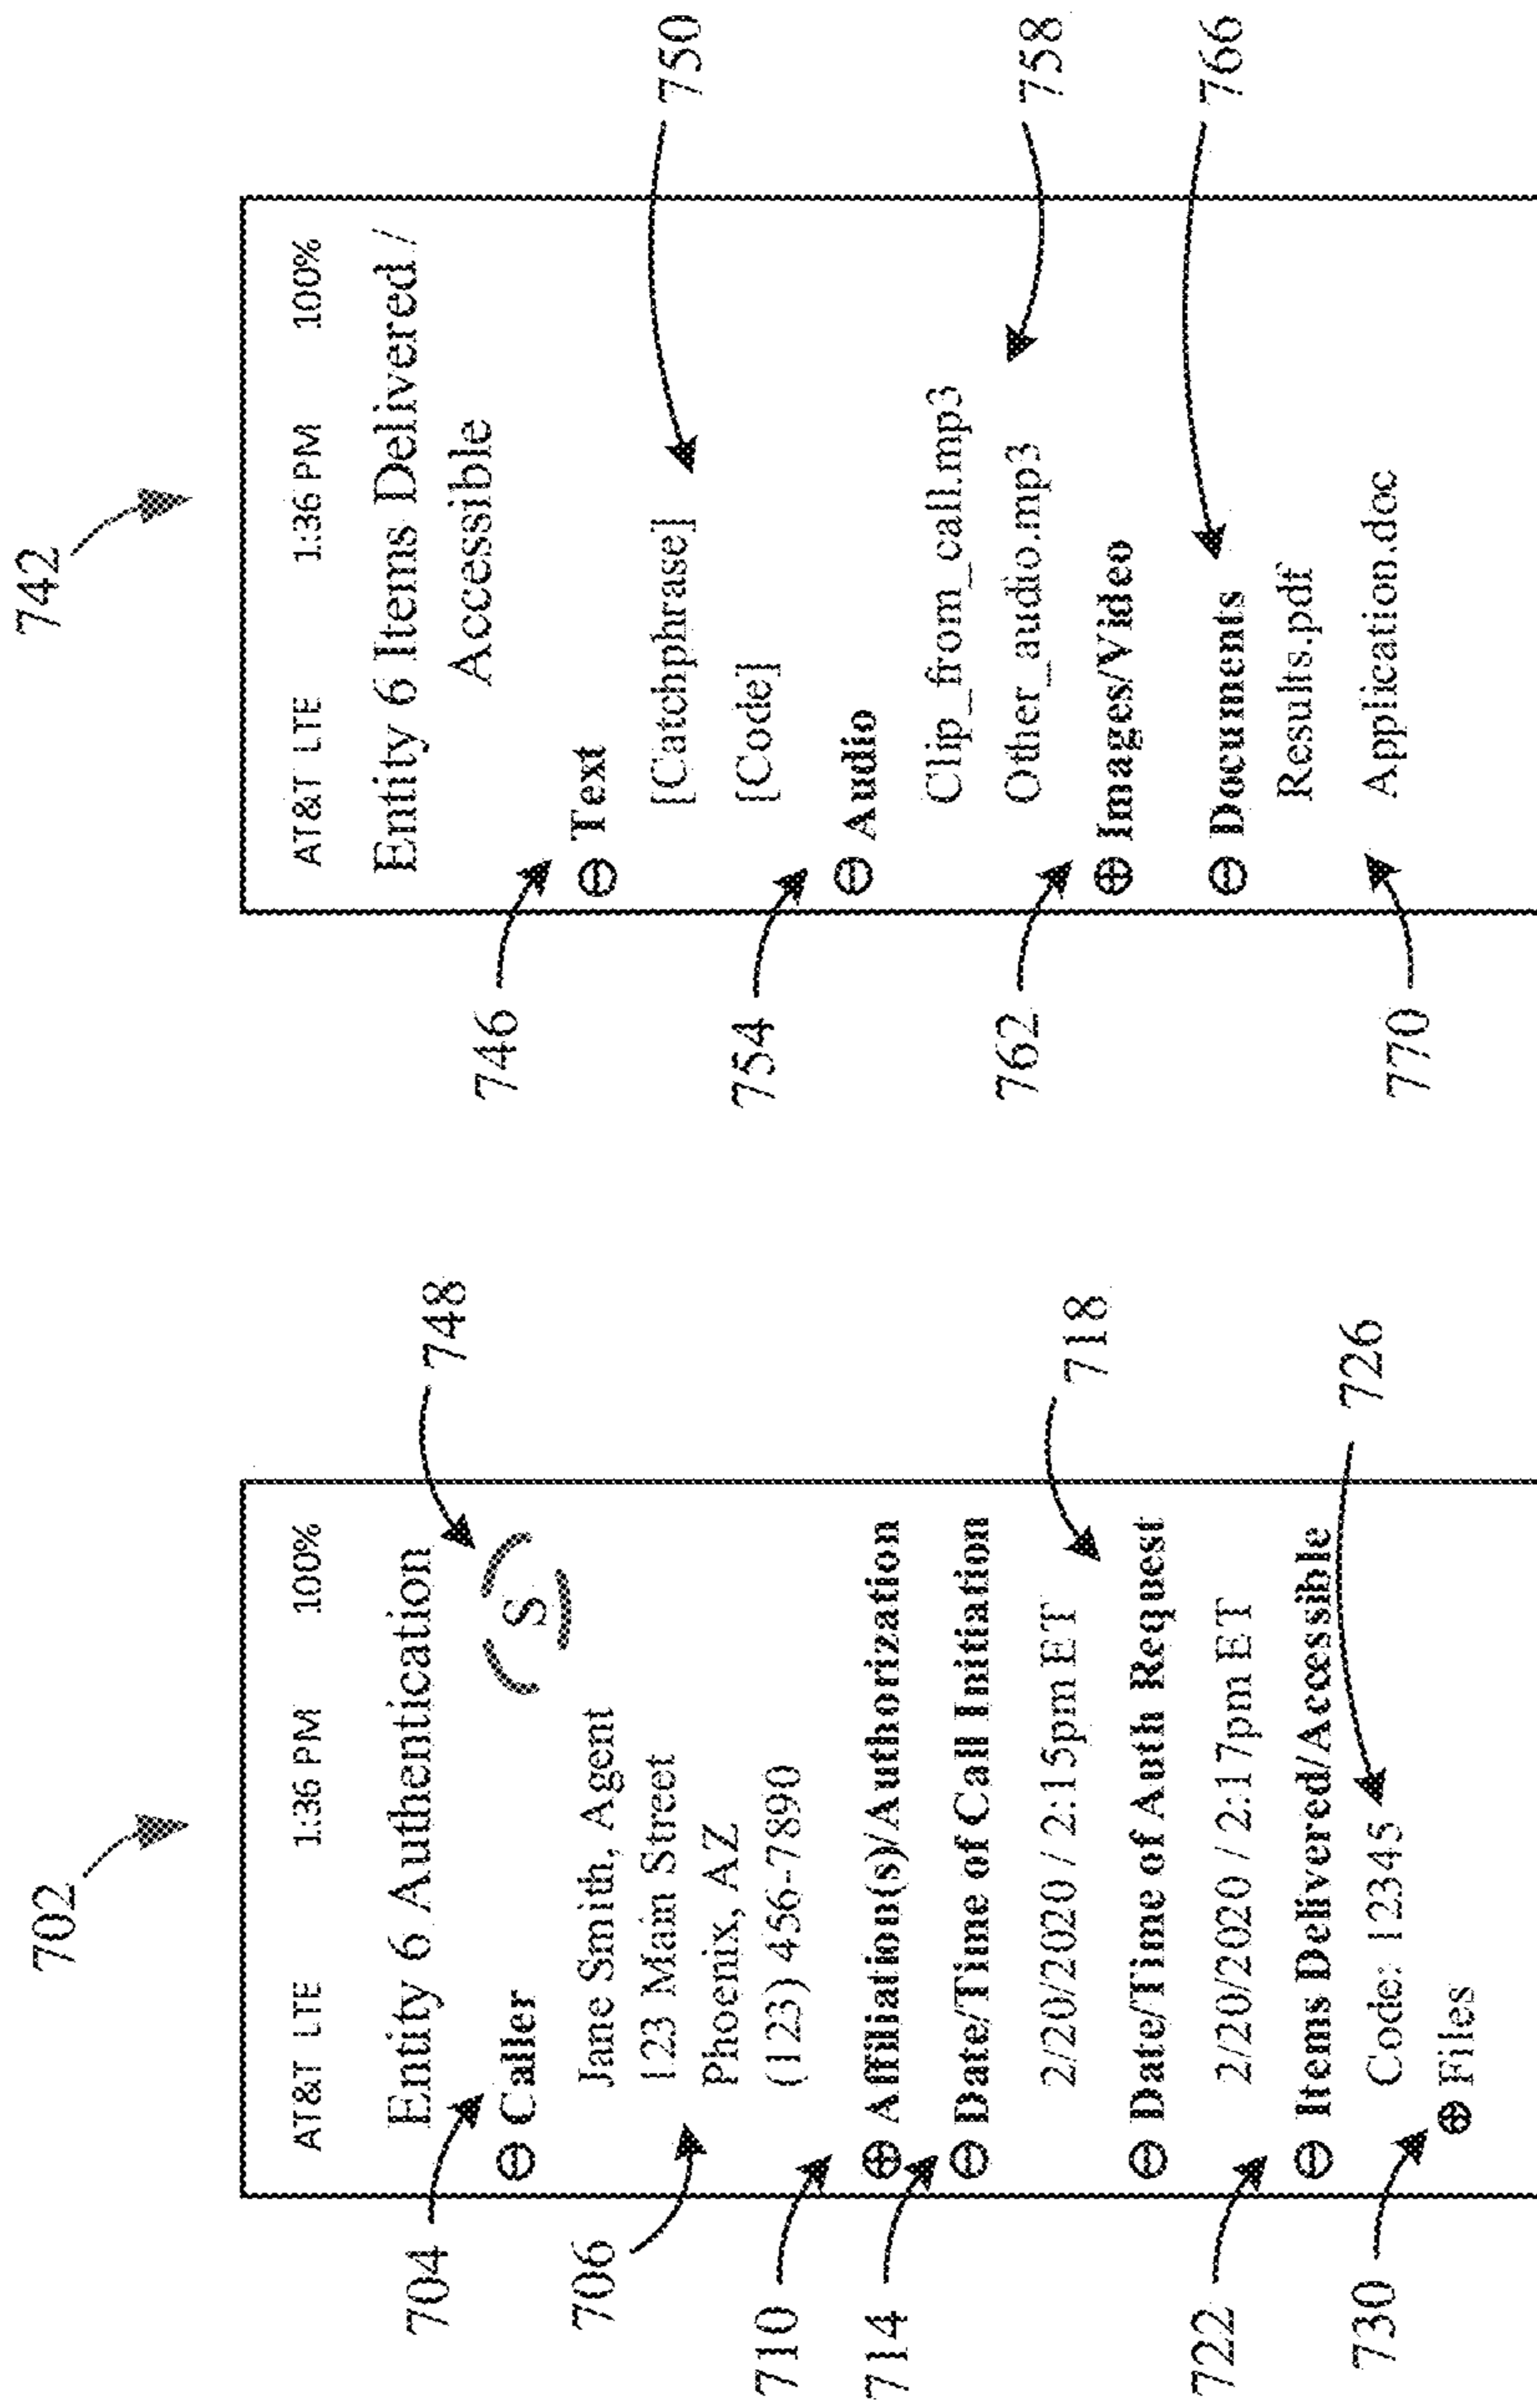 702
AT&T LTE 1:36 PM 100%
Entity 6 Authentication
704
748
⊖ Caller
S
Jane Smith, Agent
706
123 Main Street
Phoenix, AZ
(123) 456-7890
710
⊕ Affiliation(s)/Authorization
714
⊖ Date/Time of Call Initiation
2/20/2020 / 2:15pm ET
718
⊖ Date/Time of Auth Request
2/20/2020 / 2:17pm ET
722
⊖ Items Delivered/Accessible
Code: 12345
726
730
⊕ Files
742
AT&T LTE 1:36 PM 100%
Entity 6 Items Delivered /
Accessible
746
⊖ Text
[Catchphrase]
750
[Code]
754
⊖ Audio
Clip_from_call.mp3
Other_audio.mp3
758
762
⊕ Images/Video
⊖ Documents
766
Results.pdf
770
Application.doc